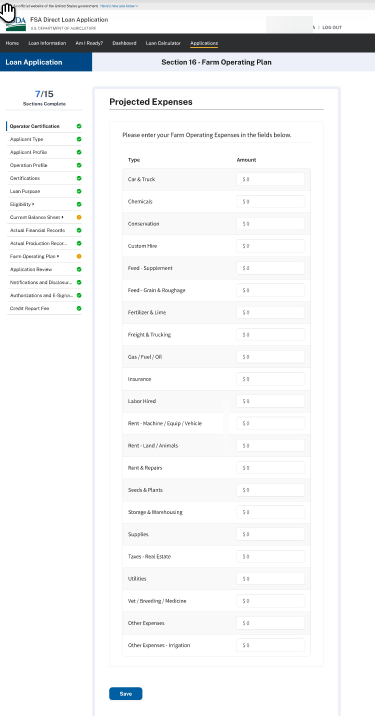 official website of the United States government Here's how you know
USDA FSA Direct Loan Application
U.S. DEPARTMENT OF AGRICULTURE
| LOG OUT
Home Loan Information Am I Ready? Dashboard Loan Calculator Applications
Loan Application
Section 16 - Farm Operating Plan
7/15
Sections Complete
Operator Certification
Applicant Type
Applicant Profile
Operation Profile
Certifications
Loan Purpose
Eligibility
Current Balance Sheet
Actual Financial Records
Actual Production Recor...
Farm Operating Plan
Application Review
Notifications and Disclosur...
Authorizations and E-Signa...
Credit Report Fee
Projected Expenses
Please enter your Farm Operating Expenses in the fields below.
Type Amount
Car & Truck $ 0
Chemicals $ 0
Conservation $ 0
Custom Hire $ 0
Feed - Supplement $ 0
Feed - Grain & Roughage $ 0
Fertilizer & Lime $ 0
Freight & Trucking $ 0
Gas / Fuel / Oil $ 0
Insurance $ 0
Labor Hired $ 0
Rent - Machine / Equip / Vehicle $ 0
Rent - Land / Animals $ 0
Rent & Repairs $ 0
Seeds & Plants $ 0
Storage & Warehousing $ 0
Supplies $ 0
Taxes - Real Estate $ 0
Utilities $ 0
Vet / Breeding / Medicine $ 0
Other Expenses $ 0
Other Expenses - Irrigation $ 0
Save